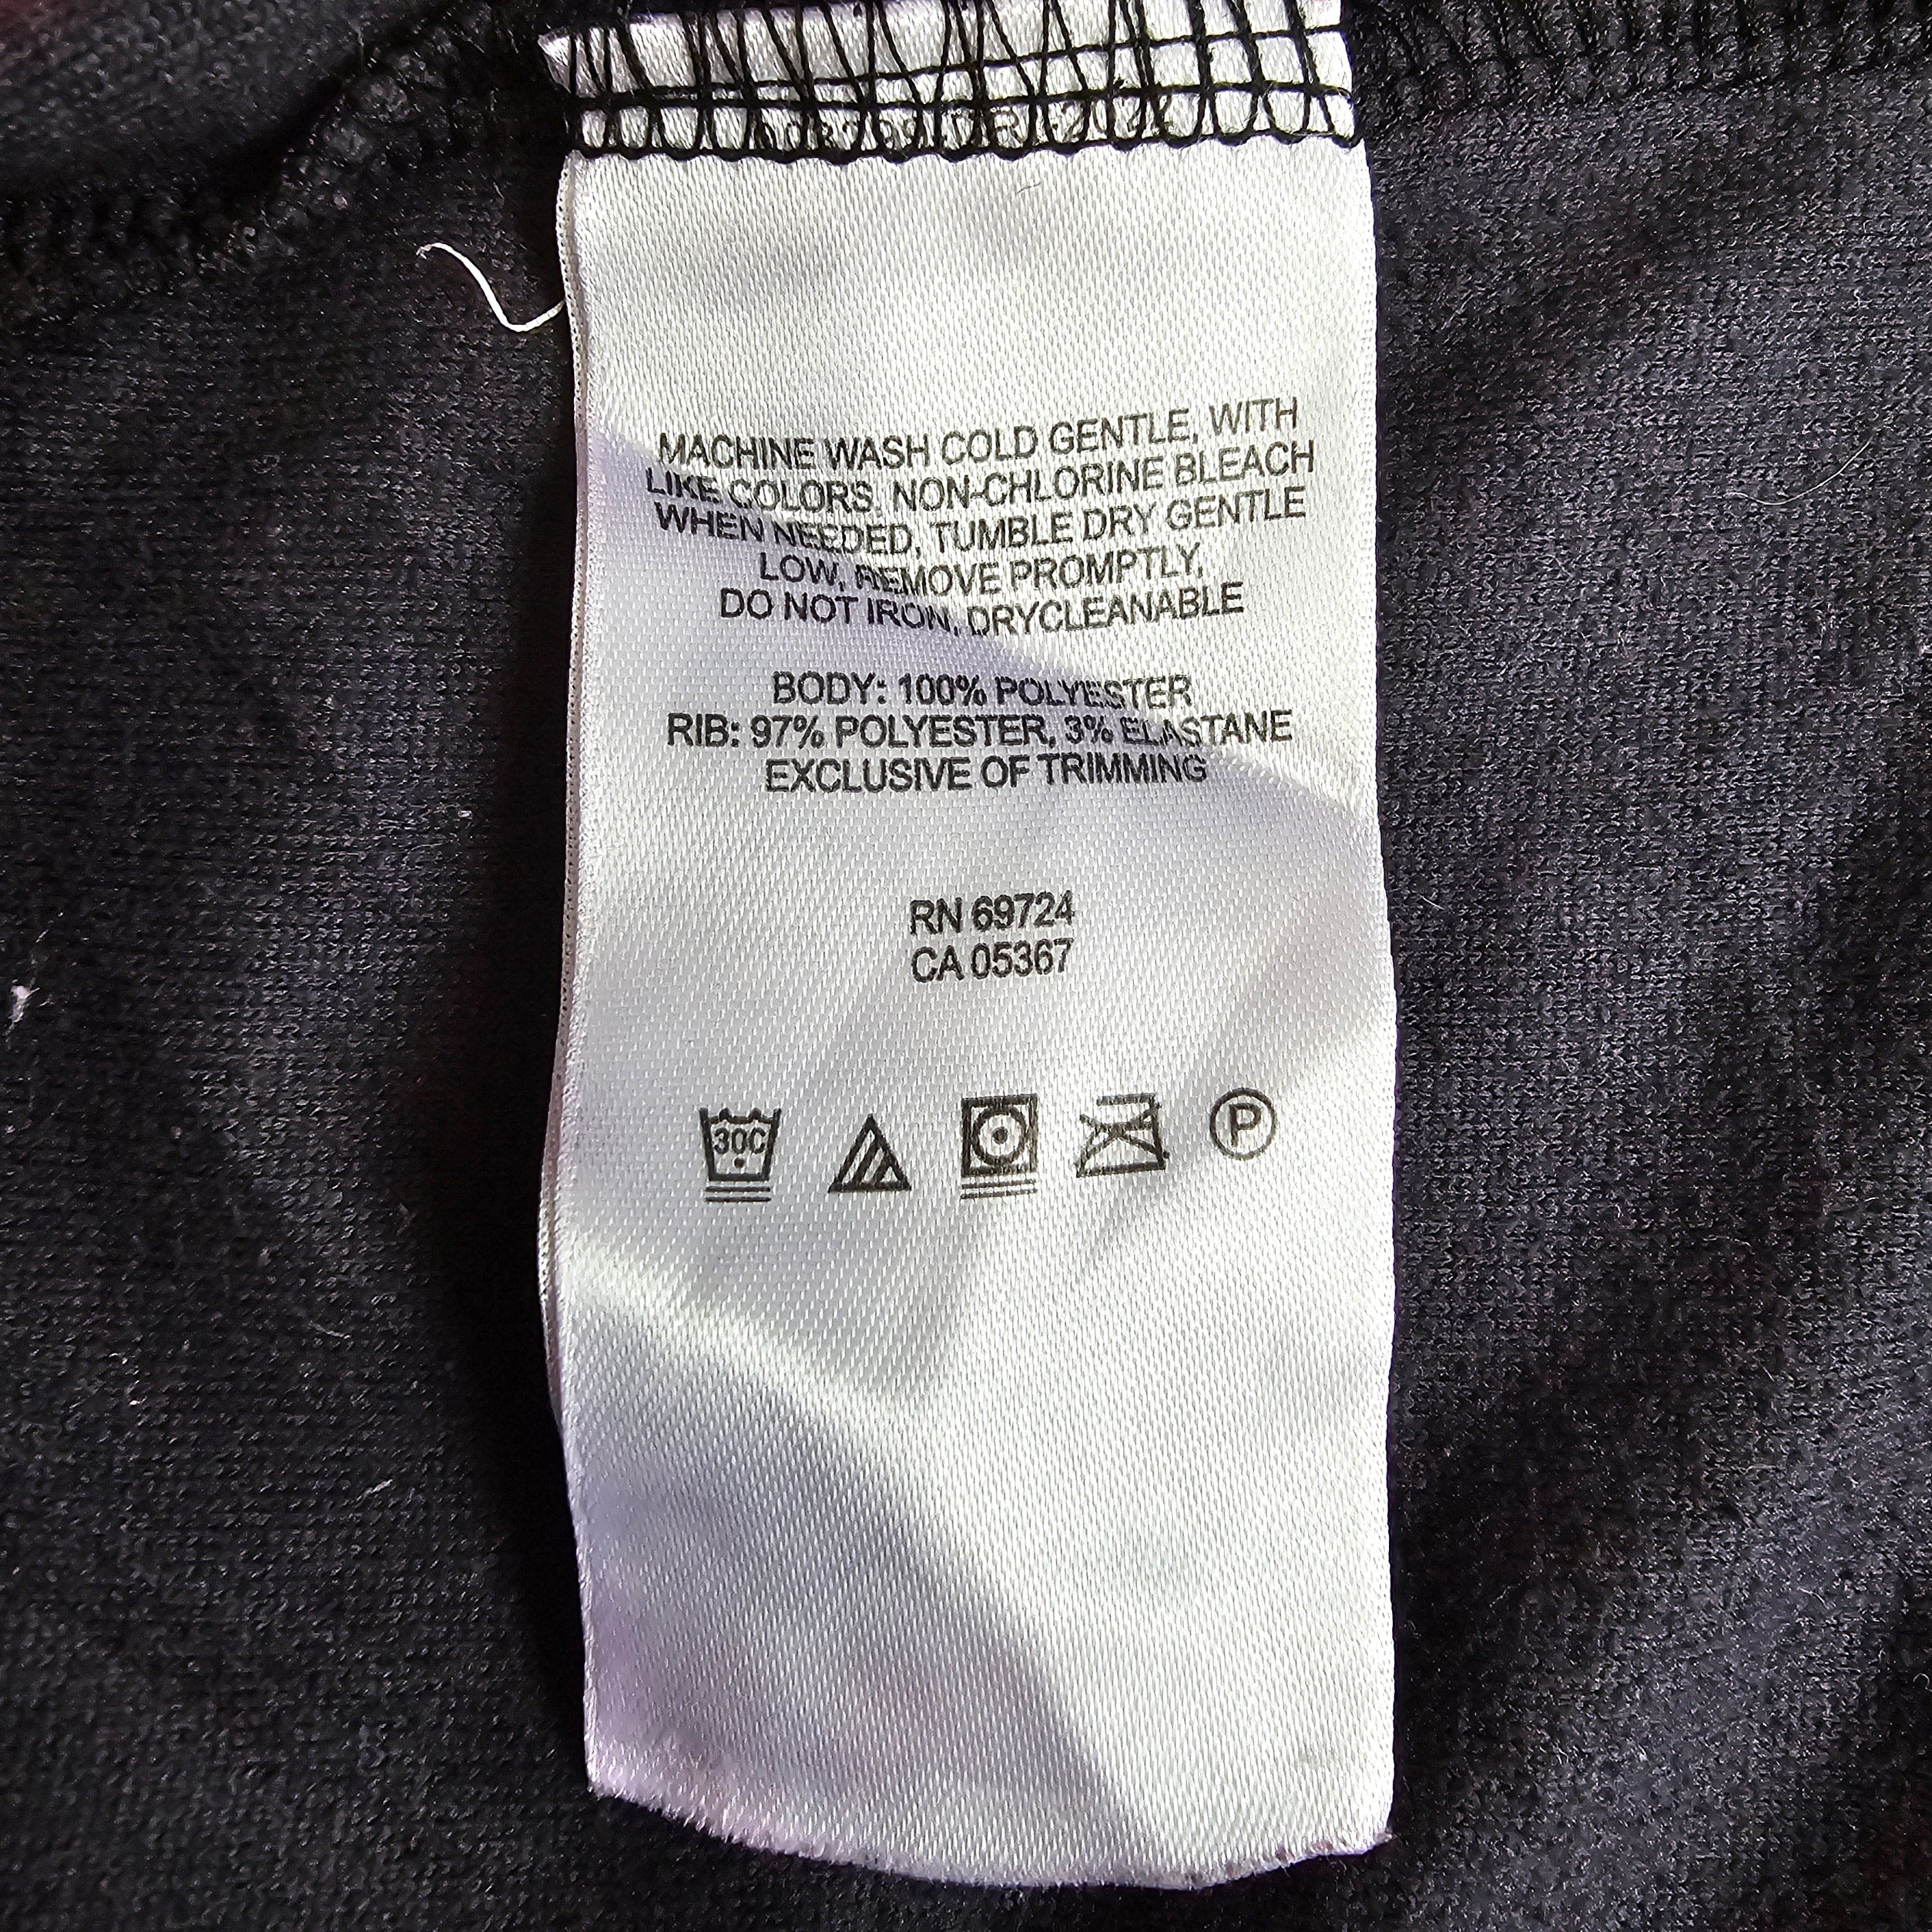 MACHINE WASH COLD GENTLE, WITH
LIKE COLORS, NON-CHLORINE BLEACH
WHEN NEEDED, TUMBLE DRY GENTLE
LOW, REMOVE PROMPTLY,
DO NOT IRON, DRYCLEANABLE
BODY: 100% POLYESTER
RIB: 97% POLYESTER, 3% ELASTANE
EXCLUSIVE OF TRIMMING
RN 69724
CA 05367
30C P